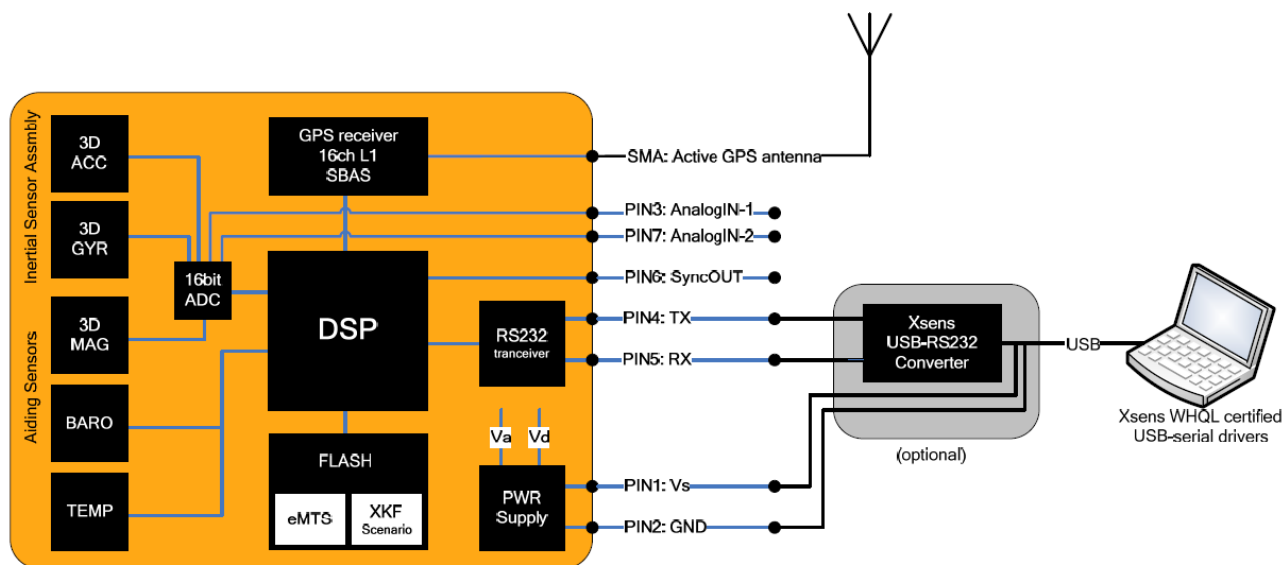 Inertial Sensor Assmbly
Aiding Sensors
3D
ACC
3D
GYR
3D
MAG
BARO
TEMP
16bit
ADC
GPS receiver
16ch L1
SBAS
DSP
FLASH
eMTS
XKF
Scenario
RS232
tranceiver
Va
Vd
PWR
Supply
SMA: Active GPS antenna
PIN3: AnalogIN-1
PIN7: AnalogIN-2
PIN6: SyncOUT
PIN4: TX
PIN5: RX
PIN1: Vs
PIN2: GND
Xsens
USB-RS232
Converter
(optional)
USB
Xsens WHQL certified
USB-serial drivers